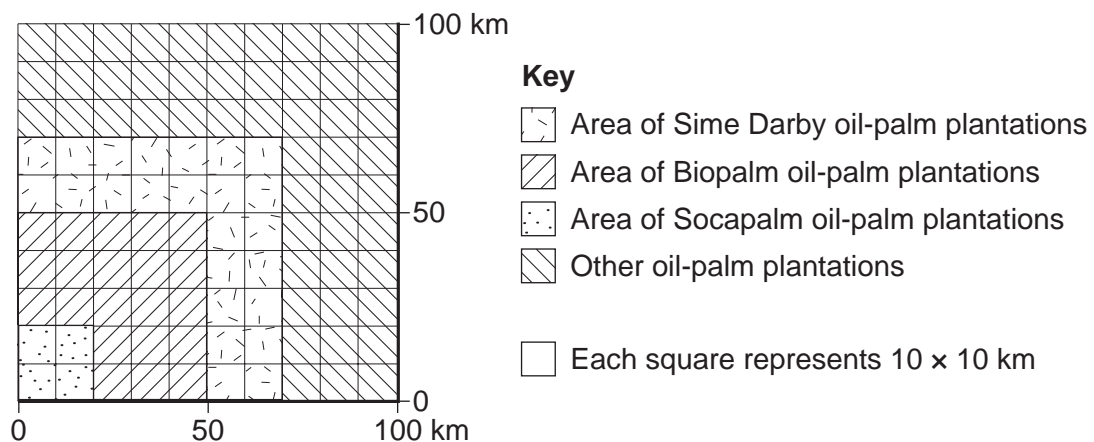 100 km
50
0
0
50
100 km
Key
Area of Sime Darby oil-palm plantations
Area of Biopalm oil-palm plantations
Area of Socapalm oil-palm plantations
Other oil-palm plantations
Each square represents 10 × 10 km